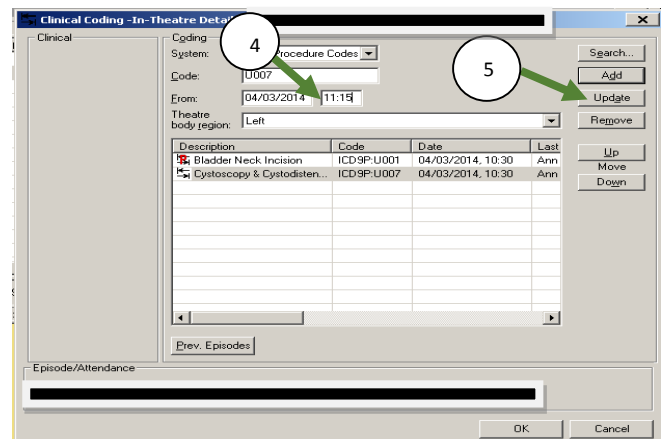 Clinical Coding -In-Theatre Detai
Clinical
Coding
System: Procedure Codes
Search...
4
5
Code: U007
Add
From: 04/03/2014 11:15
Update
Theatre body region: Left
Remove
Description Code Date Last
Bladder Neck Incision ICD9P:U001 04/03/2014, 10:30 Ann
Cystoscopy & Cystodisten... ICD9P:U007 04/03/2014, 10:30 Ann
Up
Move
Down
Prev. Episodes
Episode/Attendance
OK Cancel